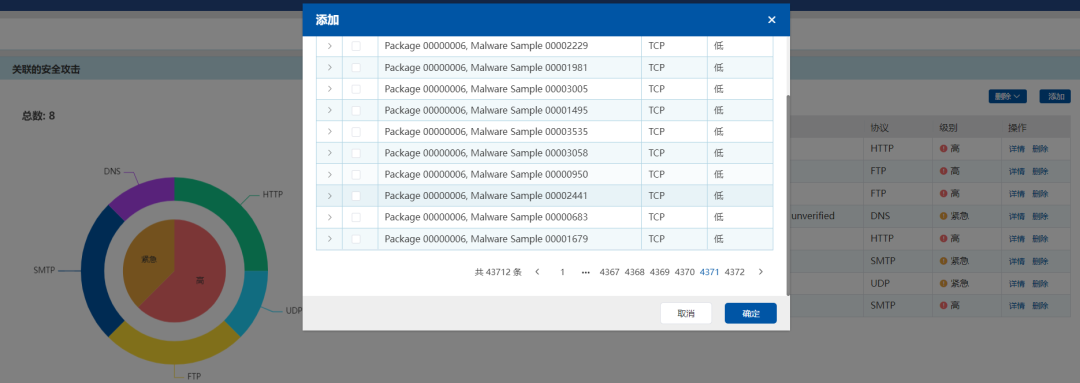 添加
Package 00000006, Malware Sample 00002229 TCP 低
Package 00000006, Malware Sample 00001981 TCP 低
Package 00000006, Malware Sample 00003005 TCP 低
Package 00000006, Malware Sample 00001495 TCP 低
Package 00000006, Malware Sample 00003535 TCP 低
Package 00000006, Malware Sample 00003058 TCP 低
Package 00000006, Malware Sample 00000950 TCP 低
Package 00000006, Malware Sample 00002441 TCP 低
Package 00000006, Malware Sample 00000683 TCP 低
Package 00000006, Malware Sample 00001679 TCP 低
共 43712 条 1 ••• 4367 4368 4369 4370 4371 4372
取消 确定
关联的安全攻击
总数: 8
DNS
HTTP
SMTP
UDP
FTP
紧急
高
删除 添加
协议 级别 操作
HTTP 高 详情 删除
FTP 高 详情 删除
FTP 高 详情 删除
unverified DNS 紧急 详情 删除
HTTP 高 详情 删除
SMTP 紧急 详情 删除
UDP 紧急 详情 删除
SMTP 高 详情 删除